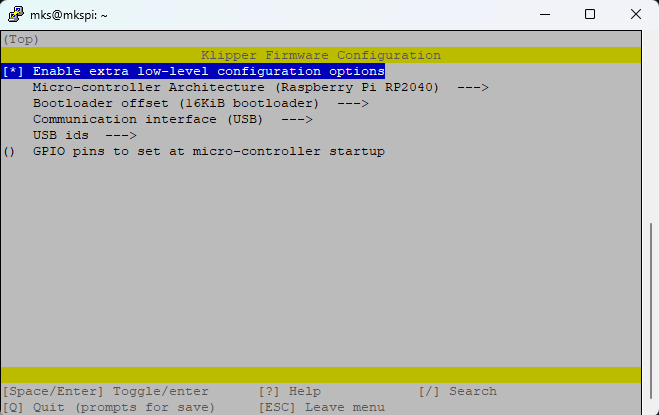 mks@mkspi: ~
(Top)
Klipper Firmware Configuration
[*] Enable extra low-level configuration options
Micro-controller Architecture (Raspberry Pi RP2040)  --->
Bootloader offset (16KiB bootloader)  --->
Communication interface (USB)  --->
USB ids  --->
()  GPIO pins to set at micro-controller startup
[Space/Enter] Toggle/enter [?] Help [/] Search
[Q] Quit (prompts for save) [ESC] Leave menu